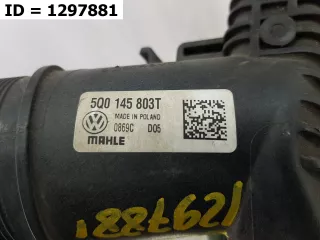 ID = 1297881
5Q0 145 803T
MADE IN POLAND
0869C D05
MAHLE
1297881